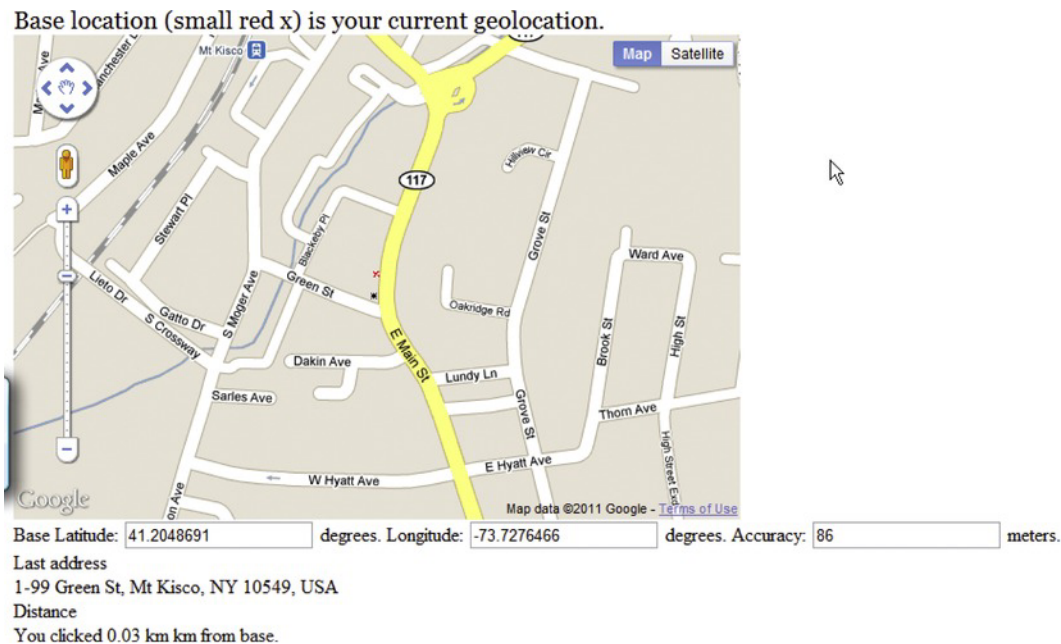 Base location (small red x) is your current geolocation.
Mt Kisco
Map Satellite
Maple Ave
Hillview Cir
117
Stewart Pl
Blackeby Pl
Grove St
Ward Ave
Lieto Dr
Green St
S Moger Ave
Oakridge Rd
Gatto Dr
S Crossway
E Main St
Brook St
High St
Dakin Ave
Lundy Ln
Sarles Ave
Grove St
Thom Ave
E Hyatt Ave
W Hyatt Ave
Google
Map data ©2011 Google - Terms of Use
Base Latitude: 41.2048691 degrees. Longitude: -73.7276466 degrees. Accuracy: 86 meters.
Last address
1-99 Green St, Mt Kisco, NY 10549, USA
Distance
You clicked 0.03 km km from base.